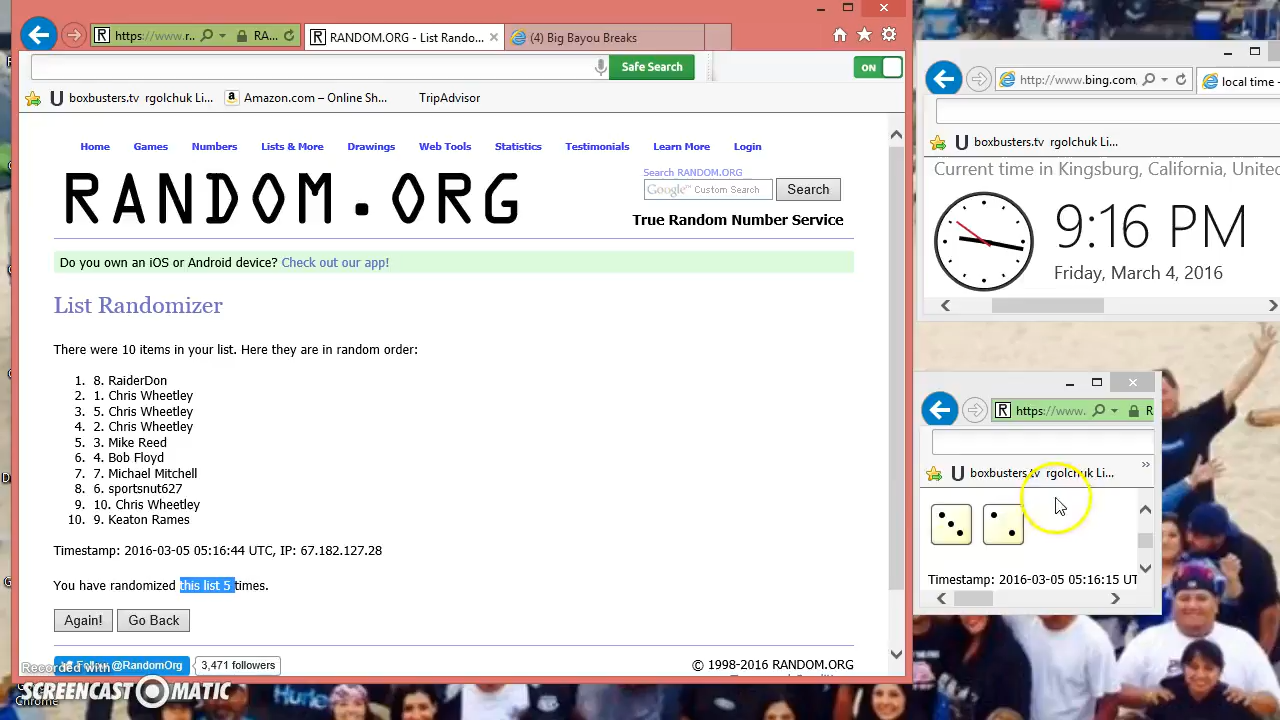 https://www.r.. RA...
RANDOM.ORG - List Rando...
(4) Big Bayou Breaks
Safe Search
ON
boxbusters.tv rgolchuk Li...
Amazon.com – Online Sh...
TripAdvisor
Home Games Numbers Lists & More Drawings Web Tools Statistics Testimonials Learn More Login
RANDOM.ORG
Search RANDOM.ORG
Google™ Custom Search
Search
True Random Number Service
Do you own an iOS or Android device? Check out our app!
List Randomizer
There were 10 items in your list. Here they are in random order:
1. 8. RaiderDon
2. 1. Chris Wheetley
3. 5. Chris Wheetley
4. 2. Chris Wheetley
5. 3. Mike Reed
6. 4. Bob Floyd
7. 7. Michael Mitchell
8. 6. sportsnut627
9. 10. Chris Wheetley
10. 9. Keaton Rames
Timestamp: 2016-03-05 05:16:44 UTC, IP: 67.182.127.28
You have randomized this list 5 times.
Again!
Go Back
Follow @RandomOrg
3,471 followers
© 1998-2016 RANDOM.ORG
Recorded with
SCREENCAST MATIC
Chrome
http://www.bing.com
local time -
boxbusters.tv rgolchuk Li...
Current time in Kingsburg, California, United
9:16 PM
Friday, March 4, 2016
https://www. R
boxbusters.tv rgolchuk Li...
Timestamp: 2016-03-05 05:16:15 UT